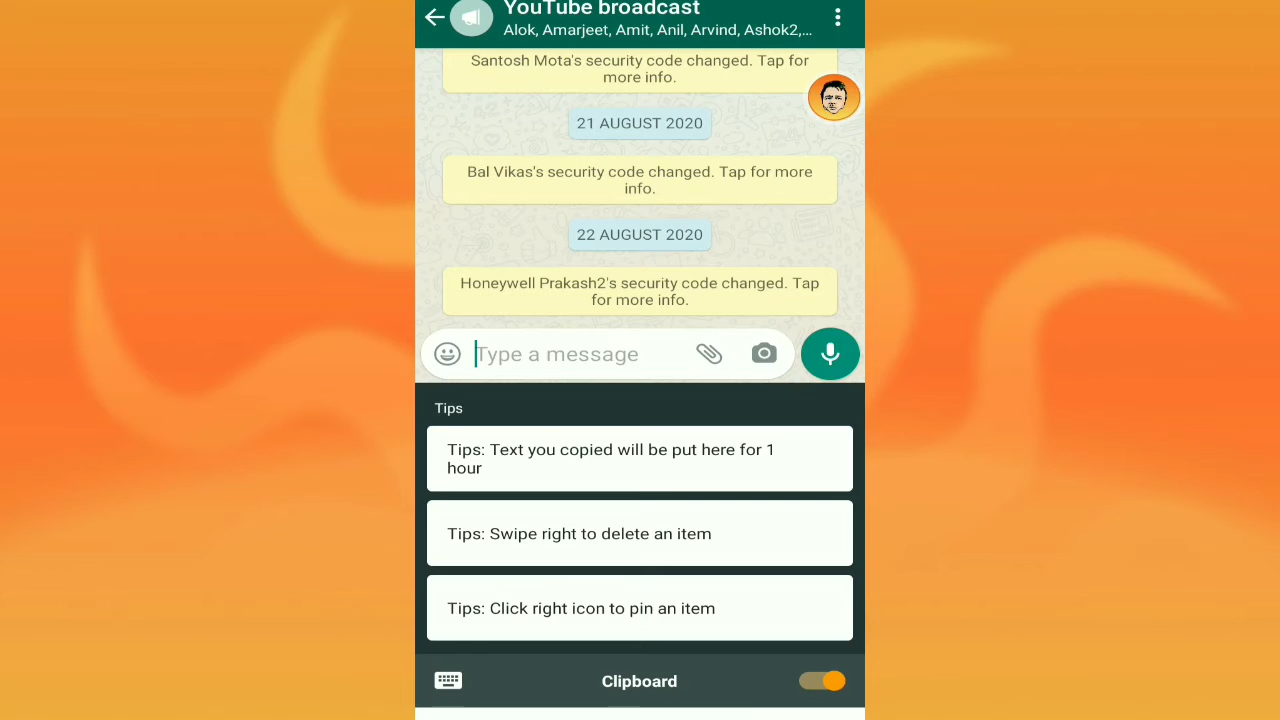 YouTube broadcast
Alok, Amarjeet, Amit, Anil, Arvind, Ashok2,...
Santosh Mota's security code changed. Tap for
more info.
21 AUGUST 2020
Bal Vikas's security code changed. Tap for more
info.
22 AUGUST 2020
Honeywell Prakash2's security code changed. Tap
for more info.
Type a message
Tips
Tips: Text you copied will be put here for 1
hour
Tips: Swipe right to delete an item
Tips: Click right icon to pin an item
Clipboard